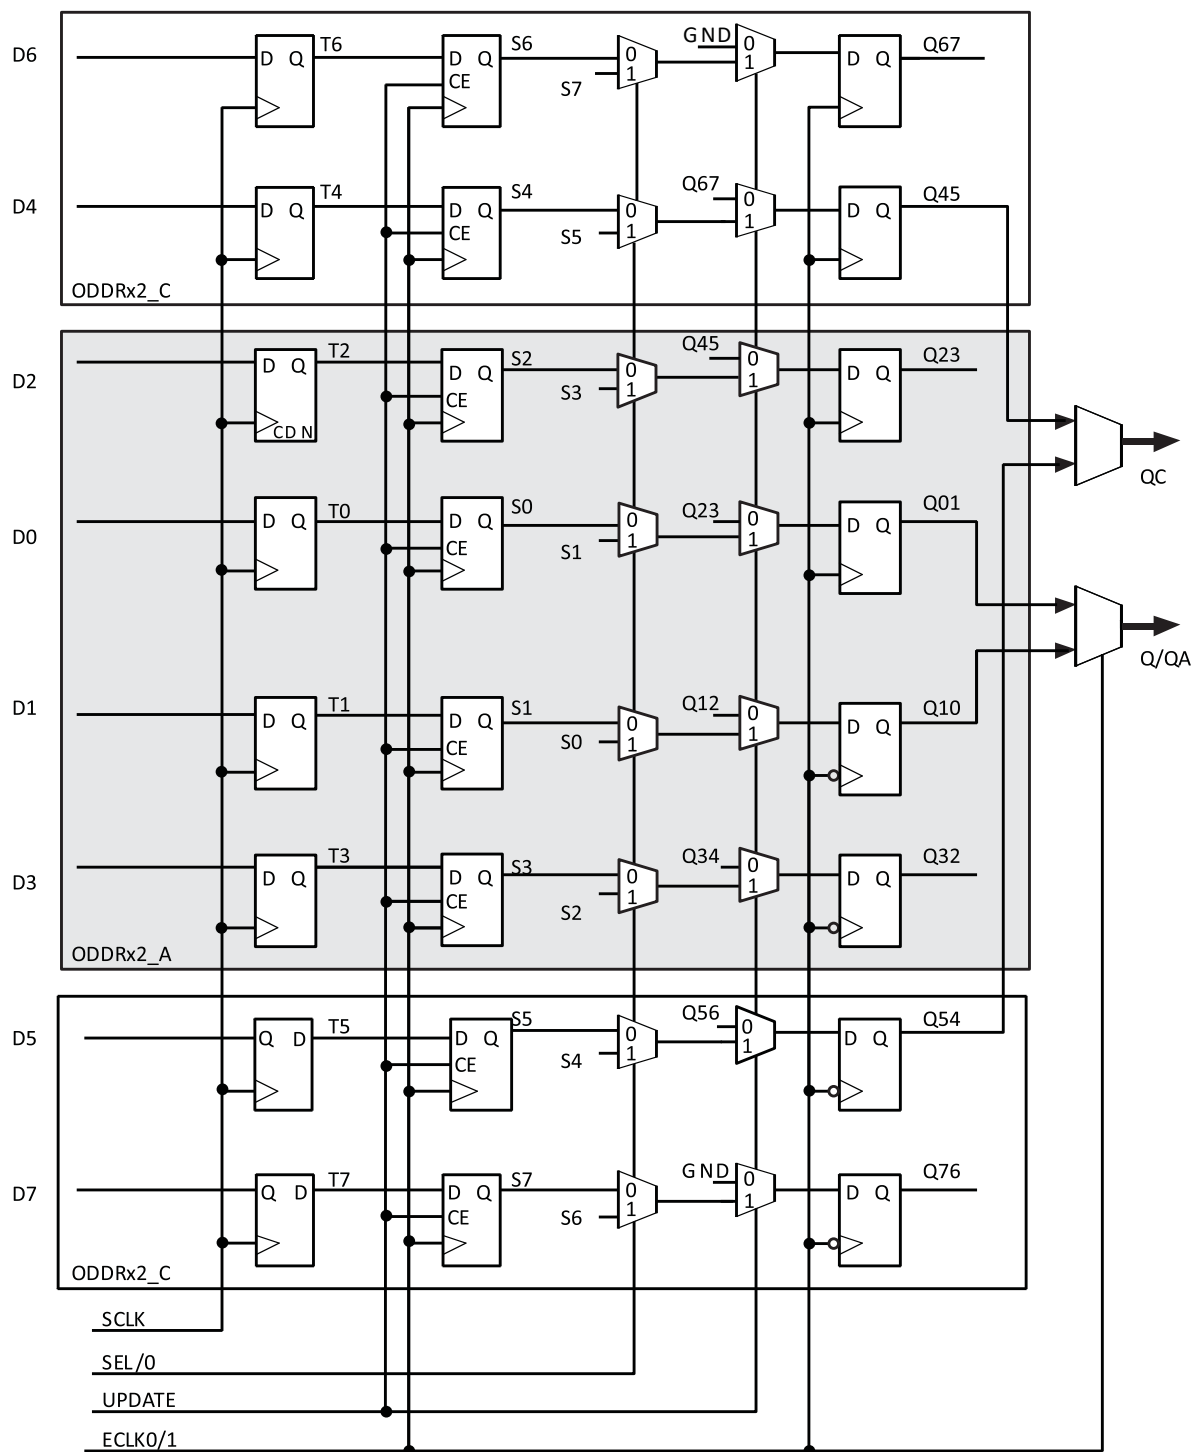 D6
D Q
T6
D Q
CE
S6
S7
0
1
GND
0
1
D Q
Q67
D4
D Q
T4
D Q
CE
S4
S5
0
1
Q67
0
1
D Q
Q45
ODDRx2_C
D2
D Q
CDN
T2
D Q
CE
S2
S3
0
1
Q45
0
1
D Q
Q23
QC
D0
D Q
T0
D Q
CE
S0
S1
0
1
Q23
0
1
D Q
Q01
Q/QA
D1
D Q
T1
D Q
CE
S1
S0
0
1
Q12
0
1
D Q
Q10
D3
D Q
T3
D Q
CE
S3
S2
0
1
Q34
0
1
D Q
Q32
ODDRx2_A
D5
Q D
T5
D Q
CE
S5
S4
0
1
Q56
0
1
D Q
Q54
D7
Q D
T7
D Q
CE
S7
S6
0
1
GND
0
1
D Q
Q76
ODDRx2_C
SCLK
SEL/0
UPDATE
ECLK0/1